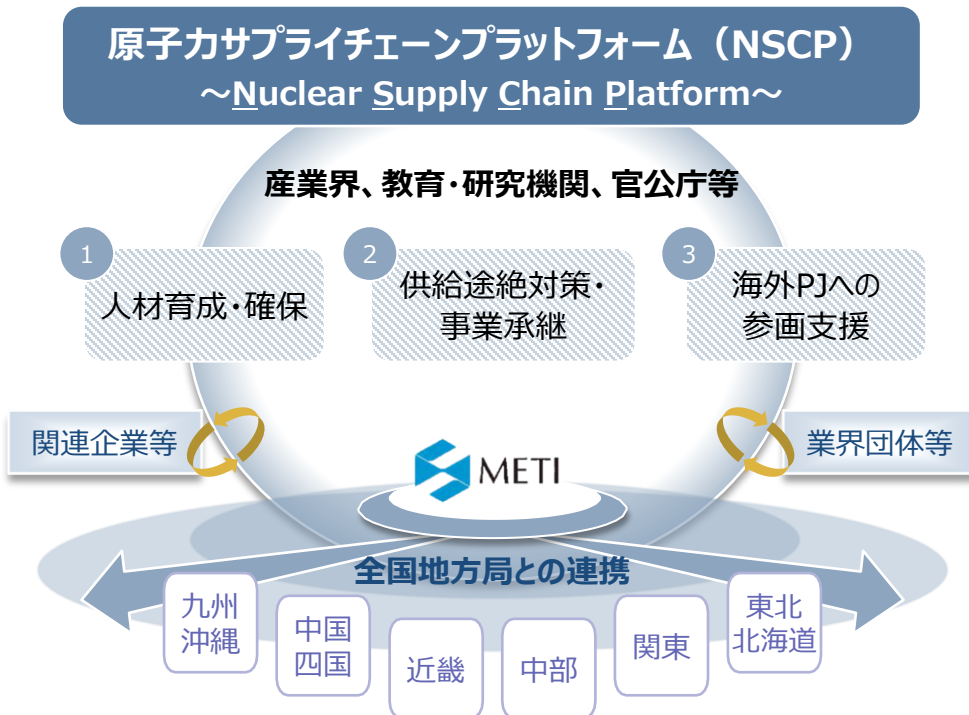 原子力サプライチェーンプラットフォーム（NSCP）
～Nuclear Supply Chain Platform～
産業界、教育・研究機関、官公庁等
1
人材育成・確保
2
供給途絶対策・
事業承継
3
海外PJへの
参画支援
関連企業等
業界団体等
METI
全国地方局との連携
九州
沖縄
中国
四国
近畿
中部
関東
東北
北海道